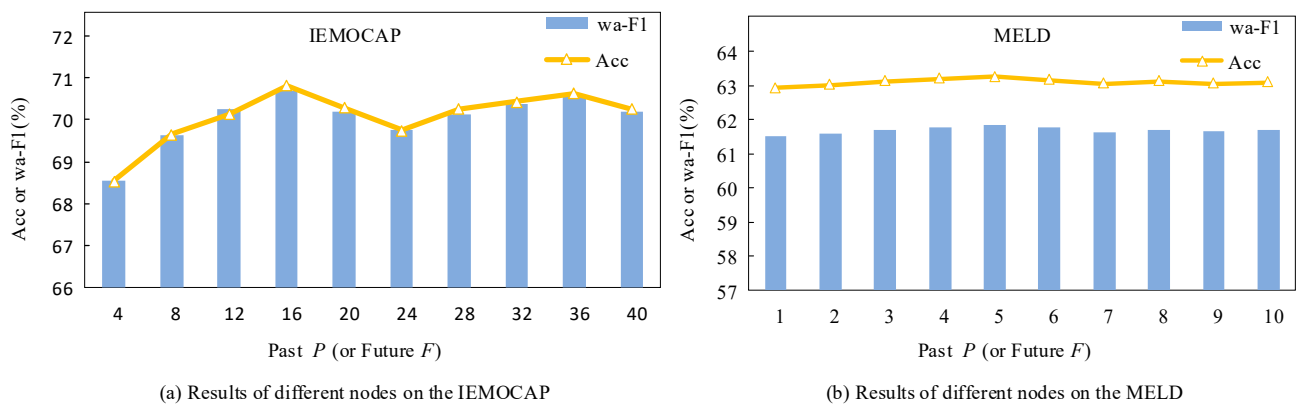 IEMOCAP
wa-F1
Acc
72
71
70
69
68
67
66
Acc or wa-F1(%)
4 8 12 16 20 24 28 32 36 40
Past P (or Future F)
(a) Results of different nodes on the IEMOCAP
MELD
wa-F1
Acc
64
63
62
61
60
59
58
57
Acc or wa-F1(%)
1 2 3 4 5 6 7 8 9 10
Past P (or Future F)
(b) Results of different nodes on the MELD